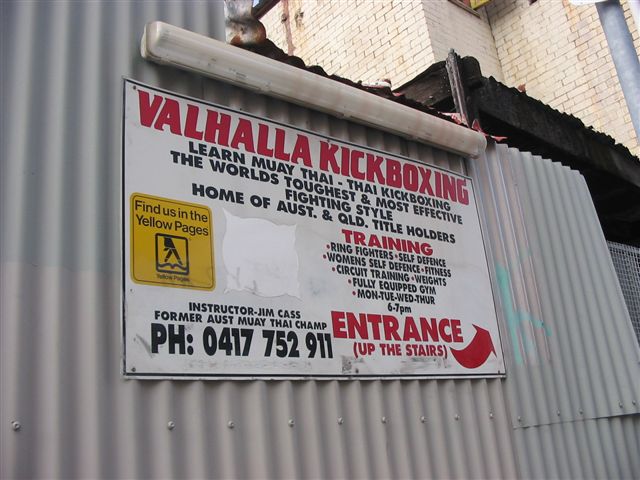 VALHALLA KICKBOXING
LEARN MUAY THAI - THAI KICKBOXING
THE WORLDS TOUGHEST & MOST EFFECTIVE
FIGHTING STYLE
HOME OF AUST. & QLD. TITLE HOLDERS
Find us in the
Yellow Pages
Yellow Pages
TRAINING
•RING FIGHTERS•SELF DEFENCE
•WOMENS SELF DEFENCE•FITNESS
•CIRCUIT TRAINING•WEIGHTS
•FULLY EQUIPPED GYM
•MON-TUE-WED-THUR
6-7pm
INSTRUCTOR-JIM CASS
FORMER AUST MUAY THAI CHAMP
PH: 0417 752 911
ENTRANCE
(UP THE STAIRS)